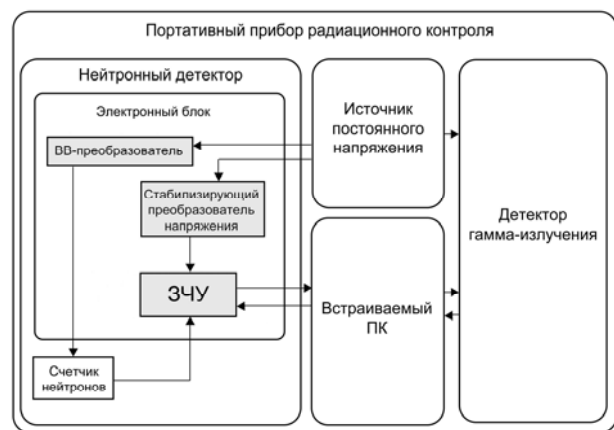 Портативный прибор радиационного контроля
Нейтронный детектор
Электронный блок
ВВ-преобразователь
Стабилизирующий
преобразователь
напряжения
ЗЧУ
Счетчик
нейтронов
Источник
постоянного
напряжения
Встраиваемый
ПК
Детектор
гамма-излучения